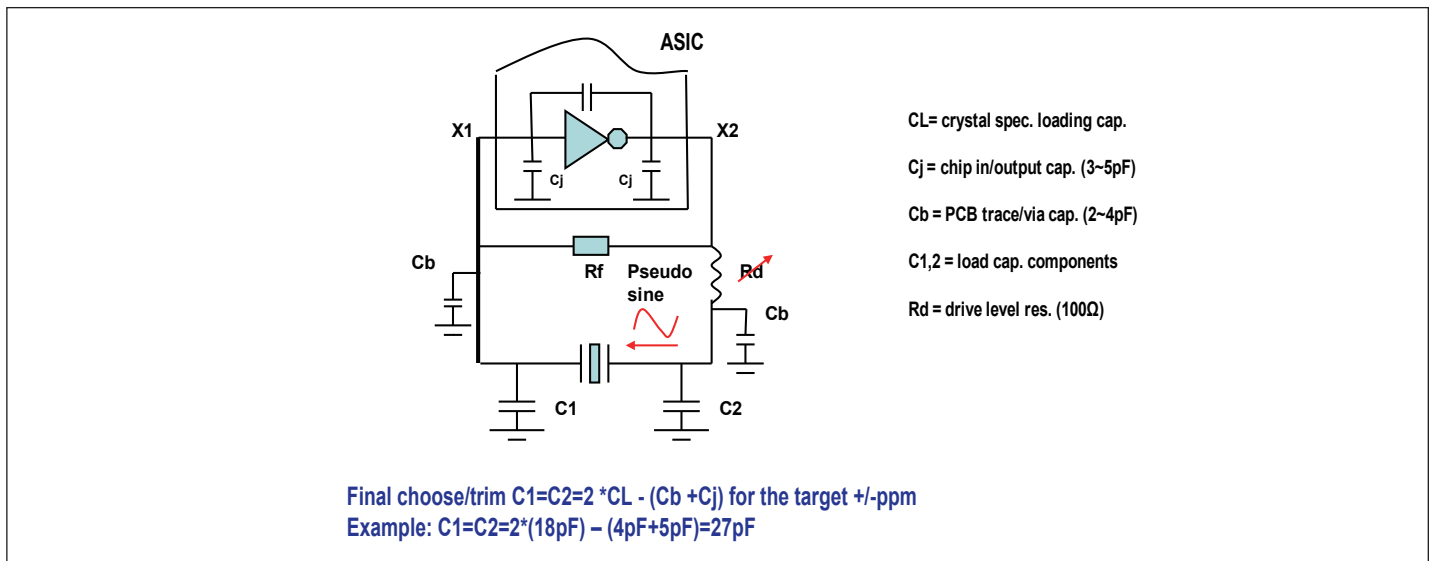 ASIC
X1
X2
Cj
Cj
Cb
Rf
Pseudo
sine
Rd
Cb
C1
C2
CL= crystal spec. loading cap.
Cj = chip in/output cap. (3~5pF)
Cb = PCB trace/via cap. (2~4pF)
C1,2 = load cap. components
Rd = drive level res. (100Ω)
Final choose/trim C1=C2=2 *CL - (Cb +Cj) for the target +/-ppm
Example: C1=C2=2*(18pF) – (4pF+5pF)=27pF